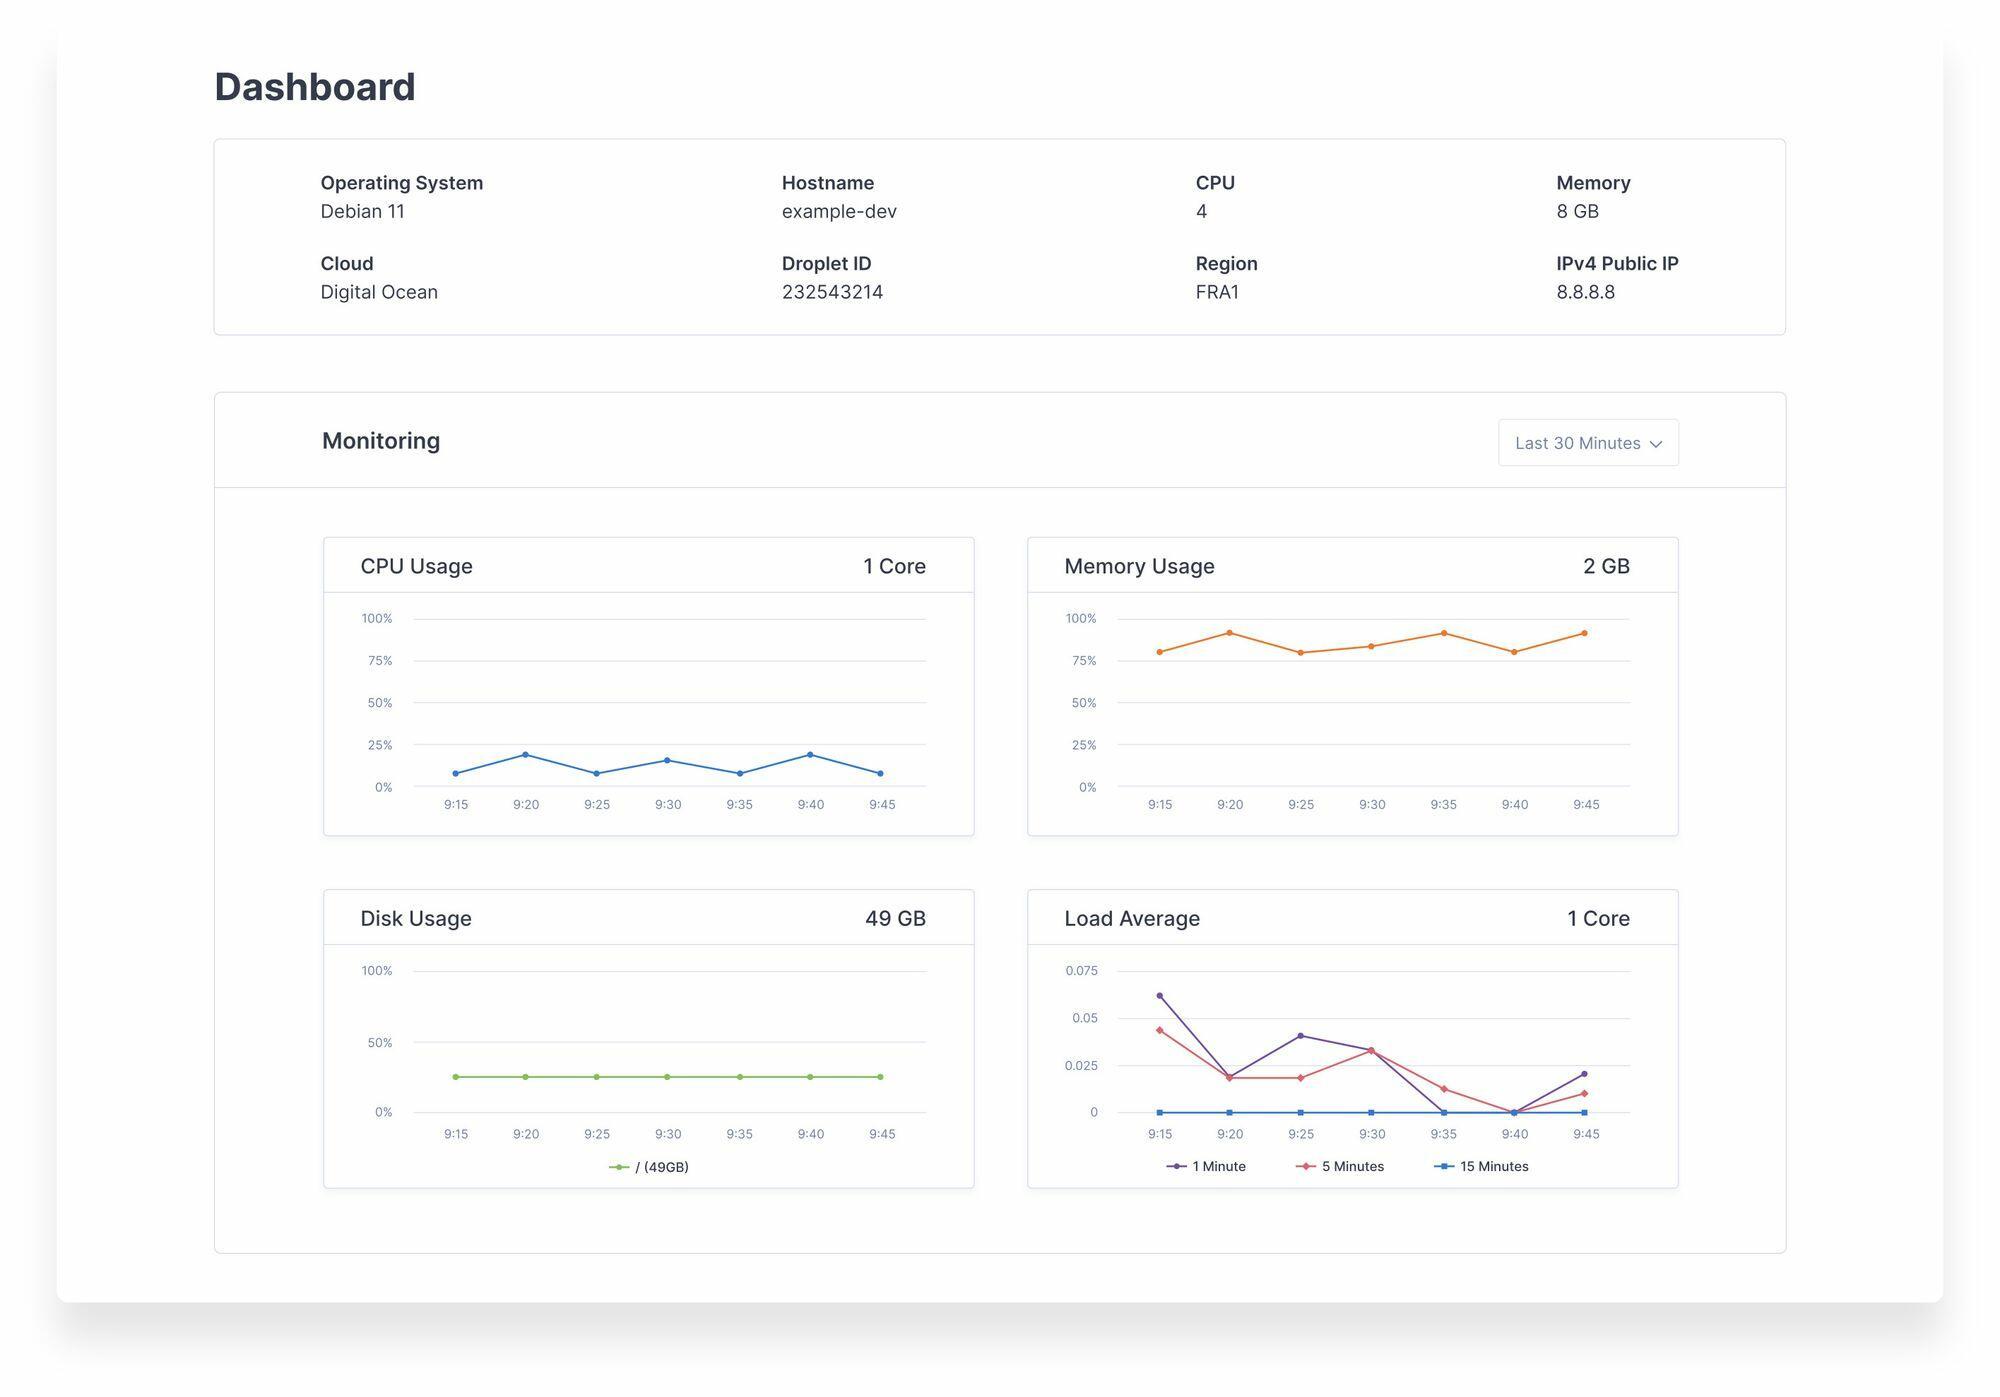 Dashboard
Operating System Hostname CPU Memory
Debian 11 example-dev 4 8 GB
Cloud Droplet ID Region IPv4 Public IP
Digital Ocean 232543214 FRA1 8.8.8.8
Monitoring Last 30 Minutes
CPU Usage 1 Core
100%
75%
50%
25%
0%
9:15 9:20 9:25 9:30 9:35 9:40 9:45
Memory Usage 2 GB
100%
75%
50%
25%
0%
9:15 9:20 9:25 9:30 9:35 9:40 9:45
Disk Usage 49 GB
100%
50%
0%
9:15 9:20 9:25 9:30 9:35 9:40 9:45
/ (49GB)
Load Average 1 Core
0.075
0.05
0.025
0
9:15 9:20 9:25 9:30 9:35 9:40 9:45
1 Minute 5 Minutes 15 Minutes